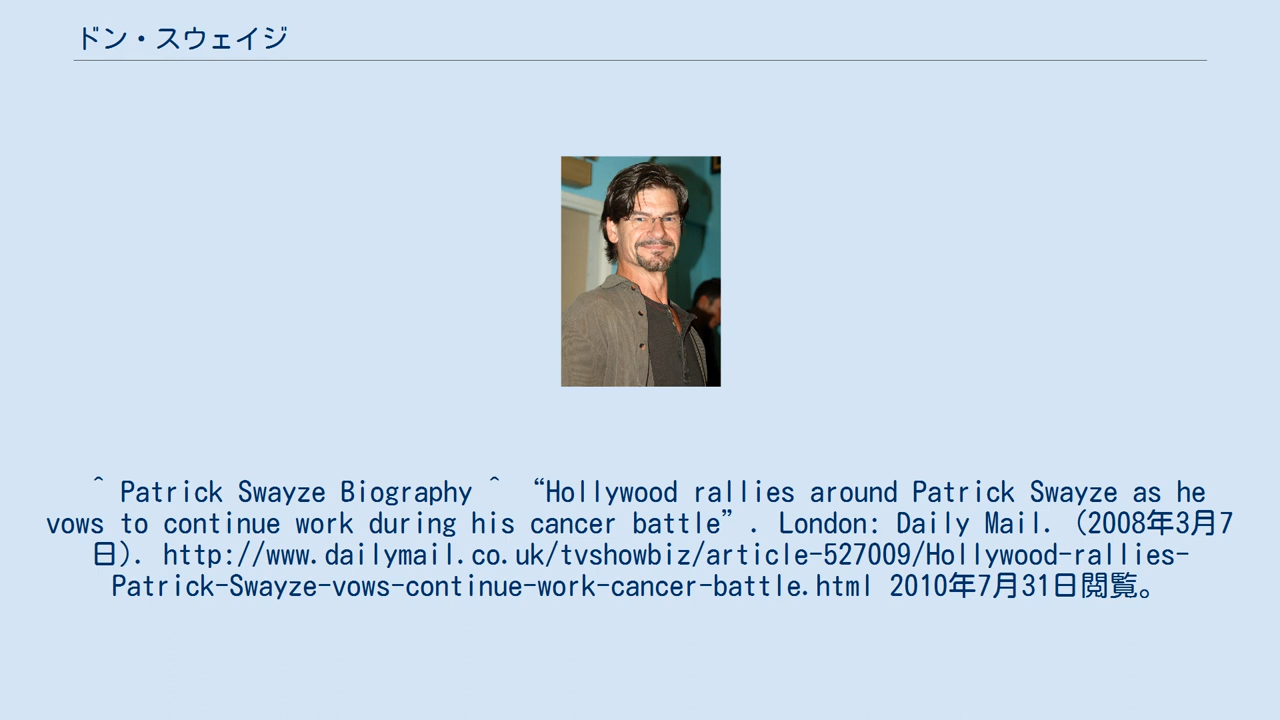 ドン・スウェイジ
^ Patrick Swayze Biography ^ “Hollywood rallies around Patrick Swayze as he
vows to continue work during his cancer battle”. London: Daily Mail. (2008年3月7
日). http://www.dailymail.co.uk/tvshowbiz/article-527009/Hollywood-rallies-
Patrick-Swayze-vows-continue-work-cancer-battle.html 2010年7月31日閲覧。